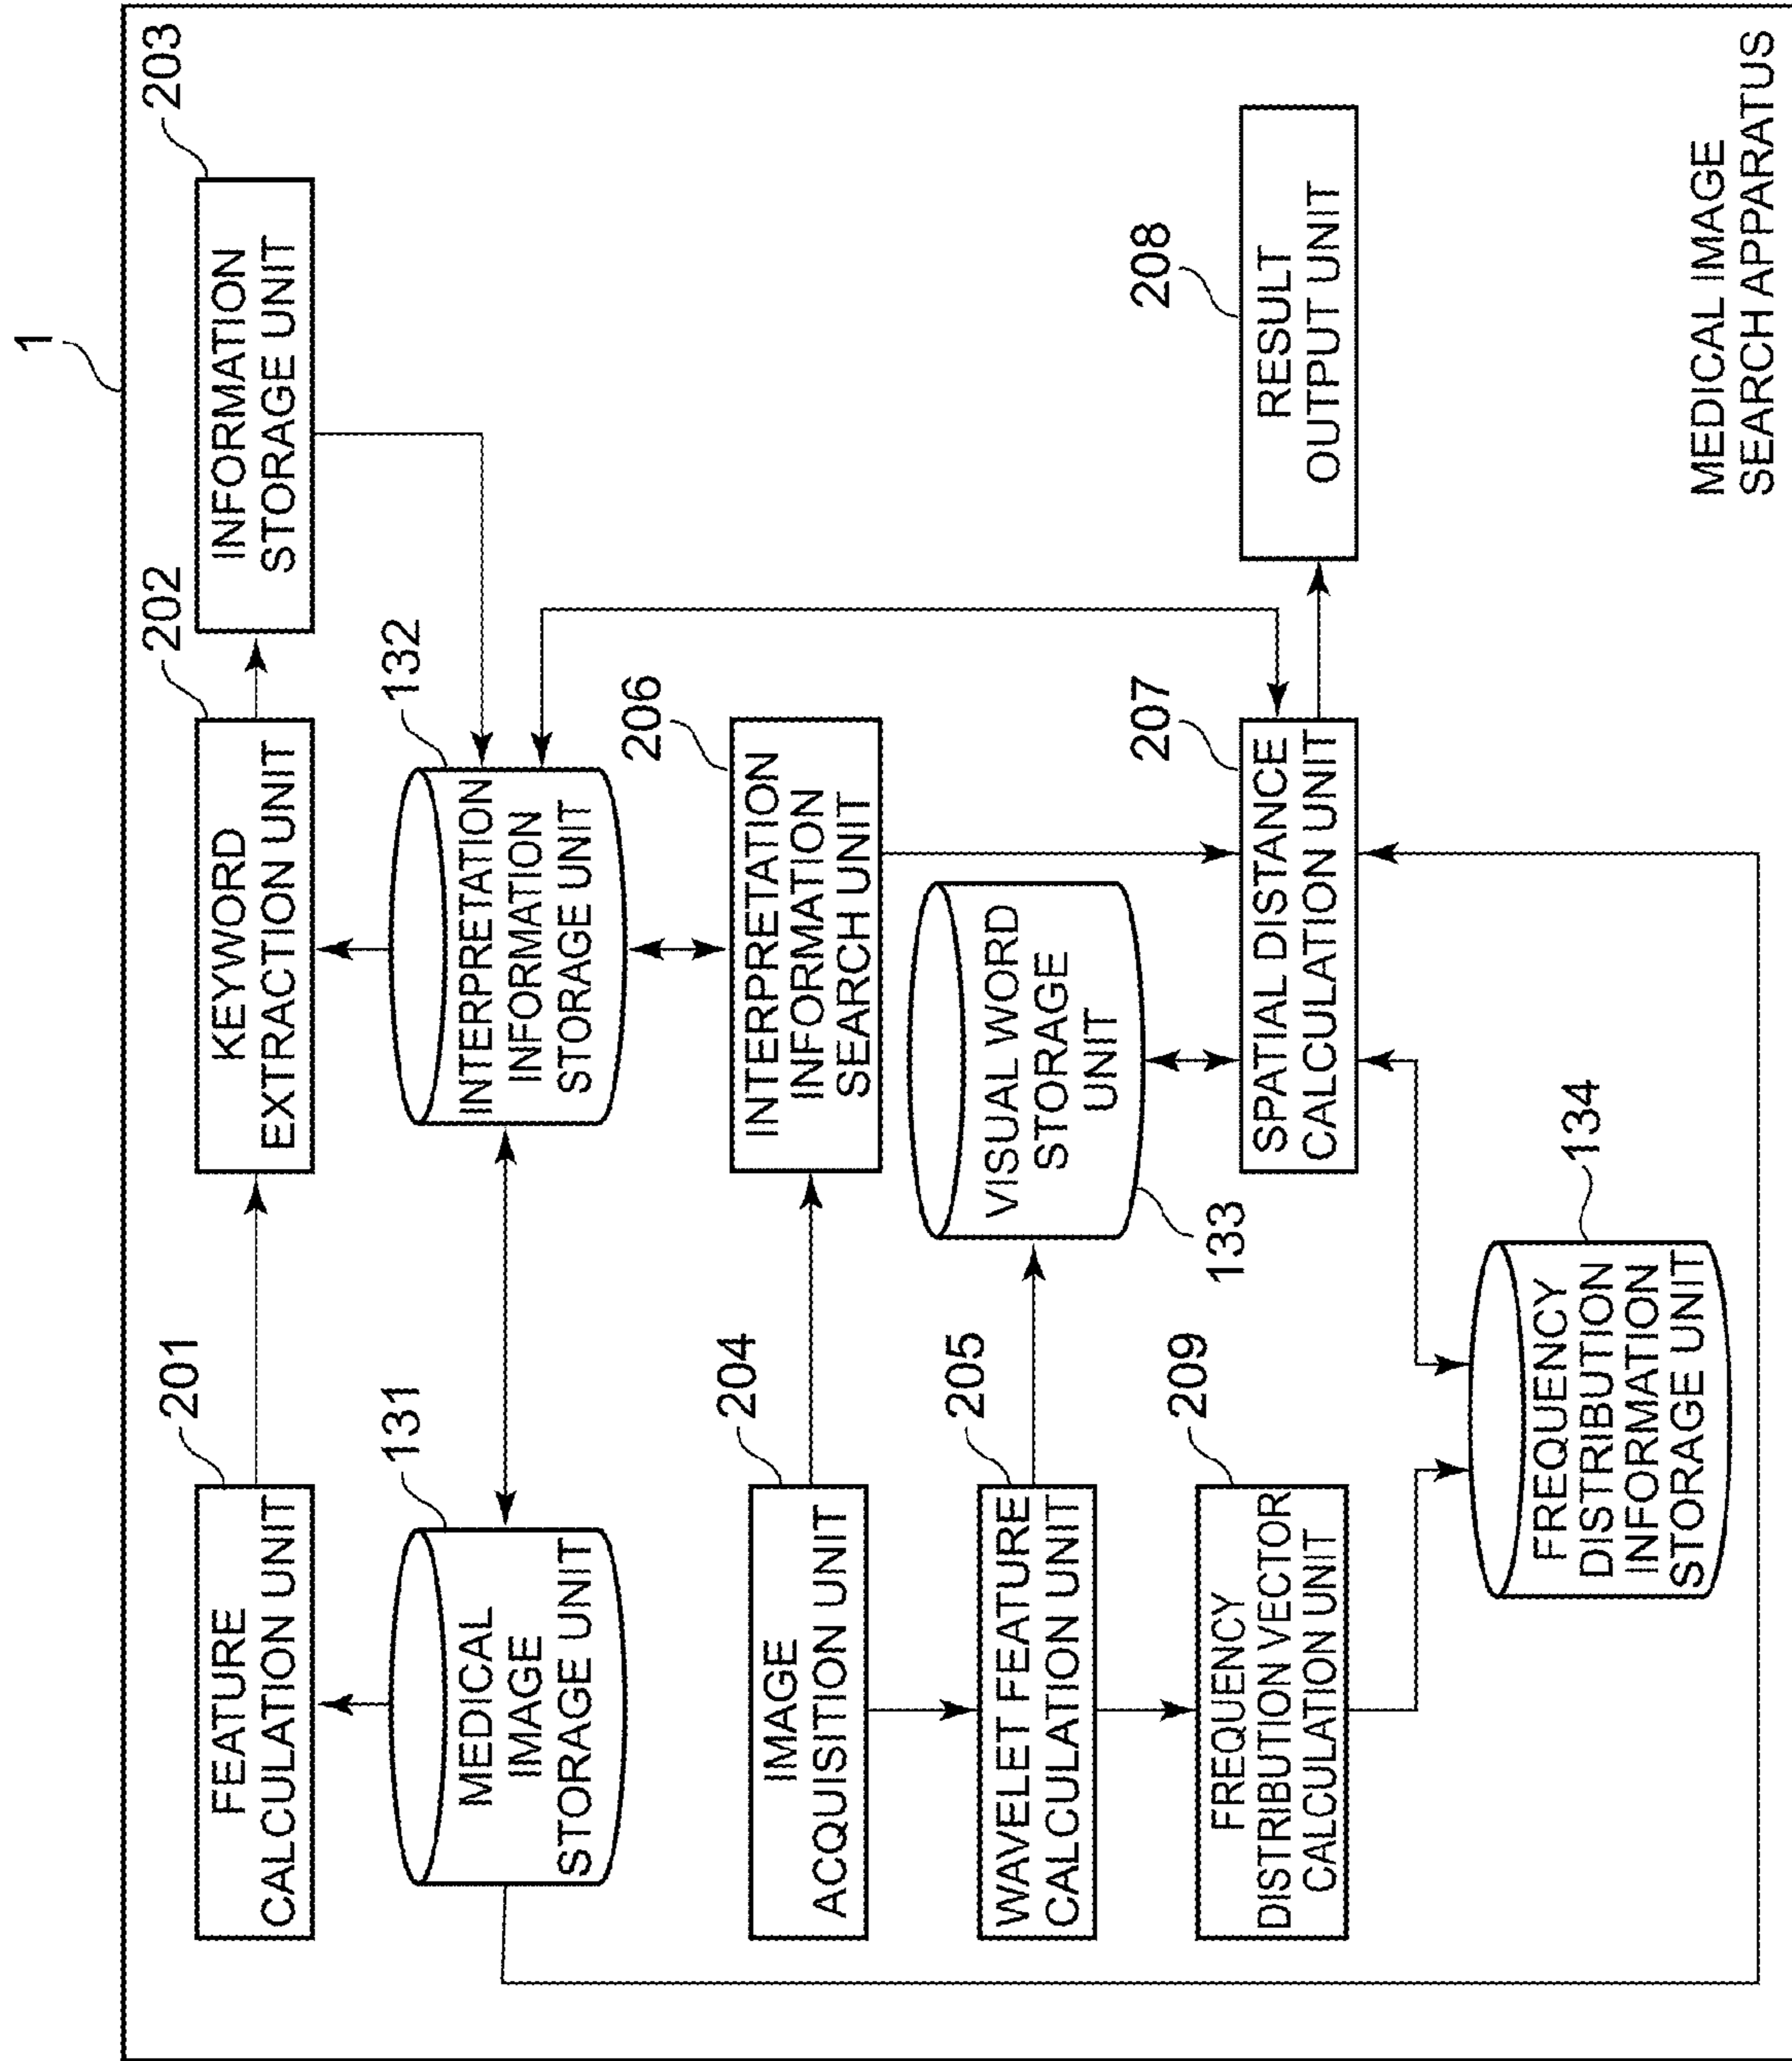 1
201
FEATURE
CALCULATION UNIT
202
KEYWORD
EXTRACTION UNIT
203
INFORMATION
STORAGE UNIT
131
MEDICAL
IMAGE
STORAGE UNIT
132
INTERPRETATION
INFORMATION
STORAGE UNIT
204
IMAGE
ACQUISITION UNIT
206
INTERPRETATION
INFORMATION
SEARCH UNIT
205
WAVELET FEATURE
CALCULATION UNIT
VISUAL WORD
STORAGE
UNIT
133
209
FREQUENCY
DISTRIBUTION VECTOR
CALCULATION UNIT
207
SPATIAL DISTANCE
CALCULATION UNIT
208
RESULT
OUTPUT UNIT
134
FREQUENCY
DISTRIBUTION
INFORMATION
STORAGE UNIT
MEDICAL IMAGE
SEARCH APPARATUS